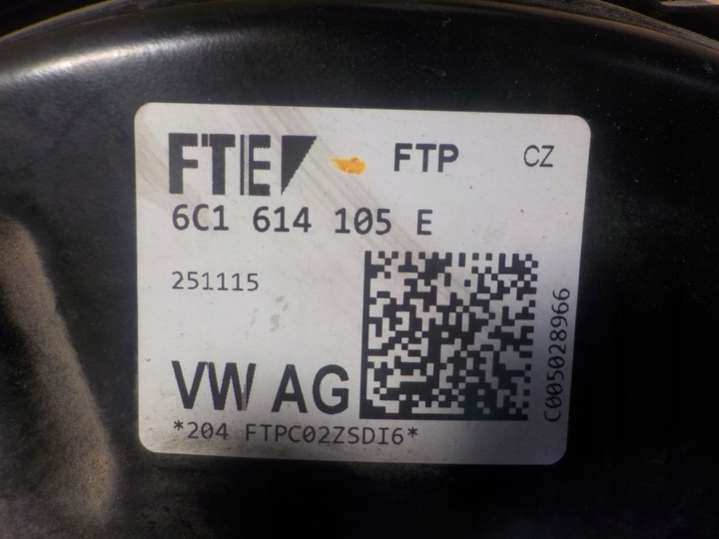 FTE FTP CZ
6C1 614 105 E
251115
VW AG
*204 FTPC02ZSDI6*
C005028966